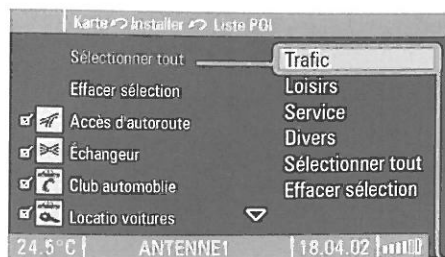 Karte Installer Liste POI
Sélectionner tout
Effacer sélection
Accès d'autoroute
Échangeur
Club automoblie
Locatio voitures
Trafic
Loisirs
Service
Divers
Sélectionner tout
Effacer sélection
24.5°C ANTENNE1 18.04.02